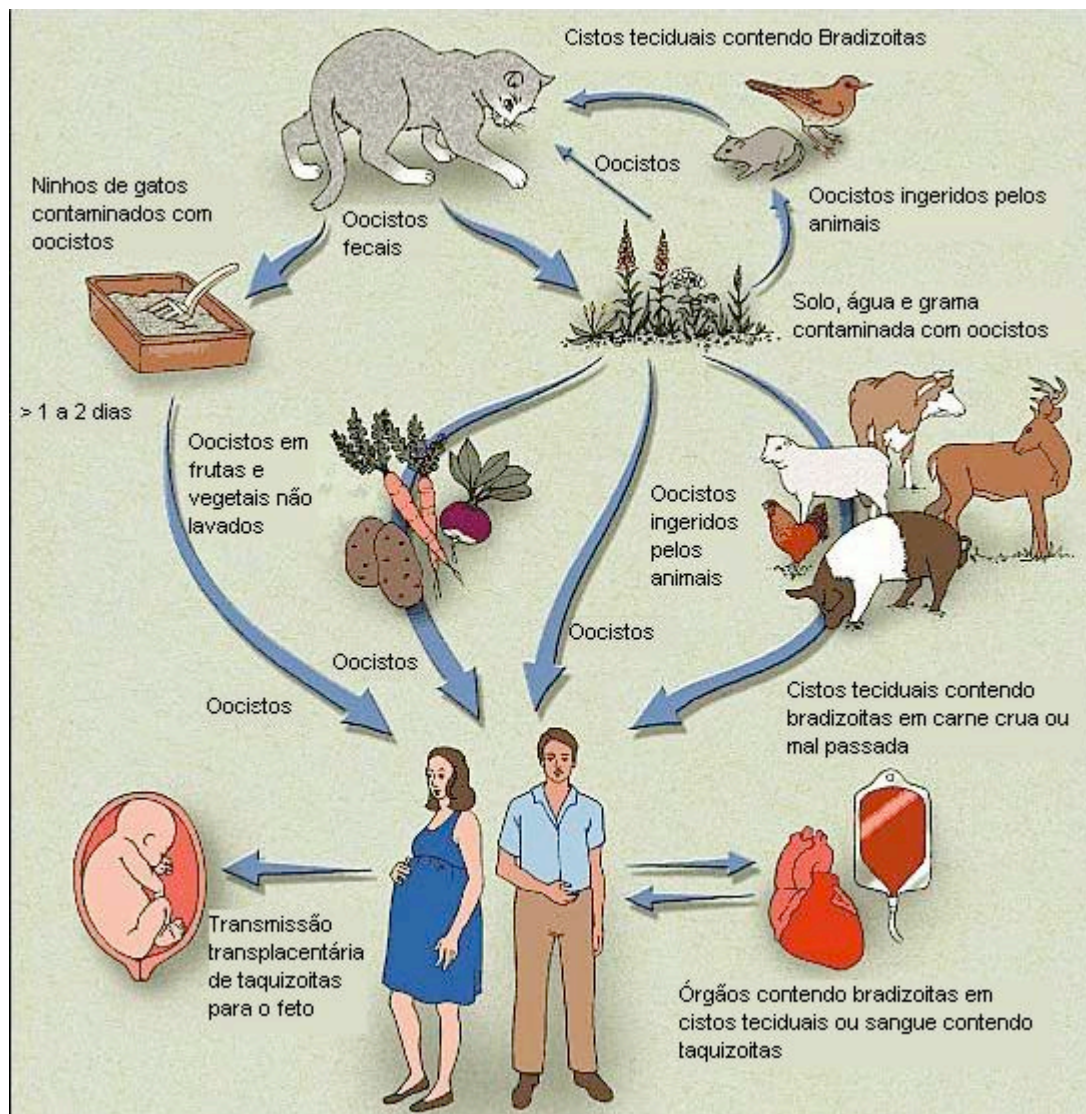 Cistos teciduais contendo Bradizoitas
Oocistos
Ninhos de gatos
contaminados com
oocistos
Oocistos
fecais
Oocistos ingeridos pelos
animais
Solo, água e grama
contaminada com oocistos
> 1 a 2 dias
Oocistos em
frutas e
vegetais não
lavados
Oocistos
ingeridos
pelos
animais
Oocistos
Oocistos
Oocistos
Cistos teciduais contendo
bradizoitas em carne crua ou
mal passada
Transmissão
transplacentária
de taquizoitas
para o feto
Órgãos contendo bradizoitas em
cistos teciduais ou sangue contendo
taquizoitas